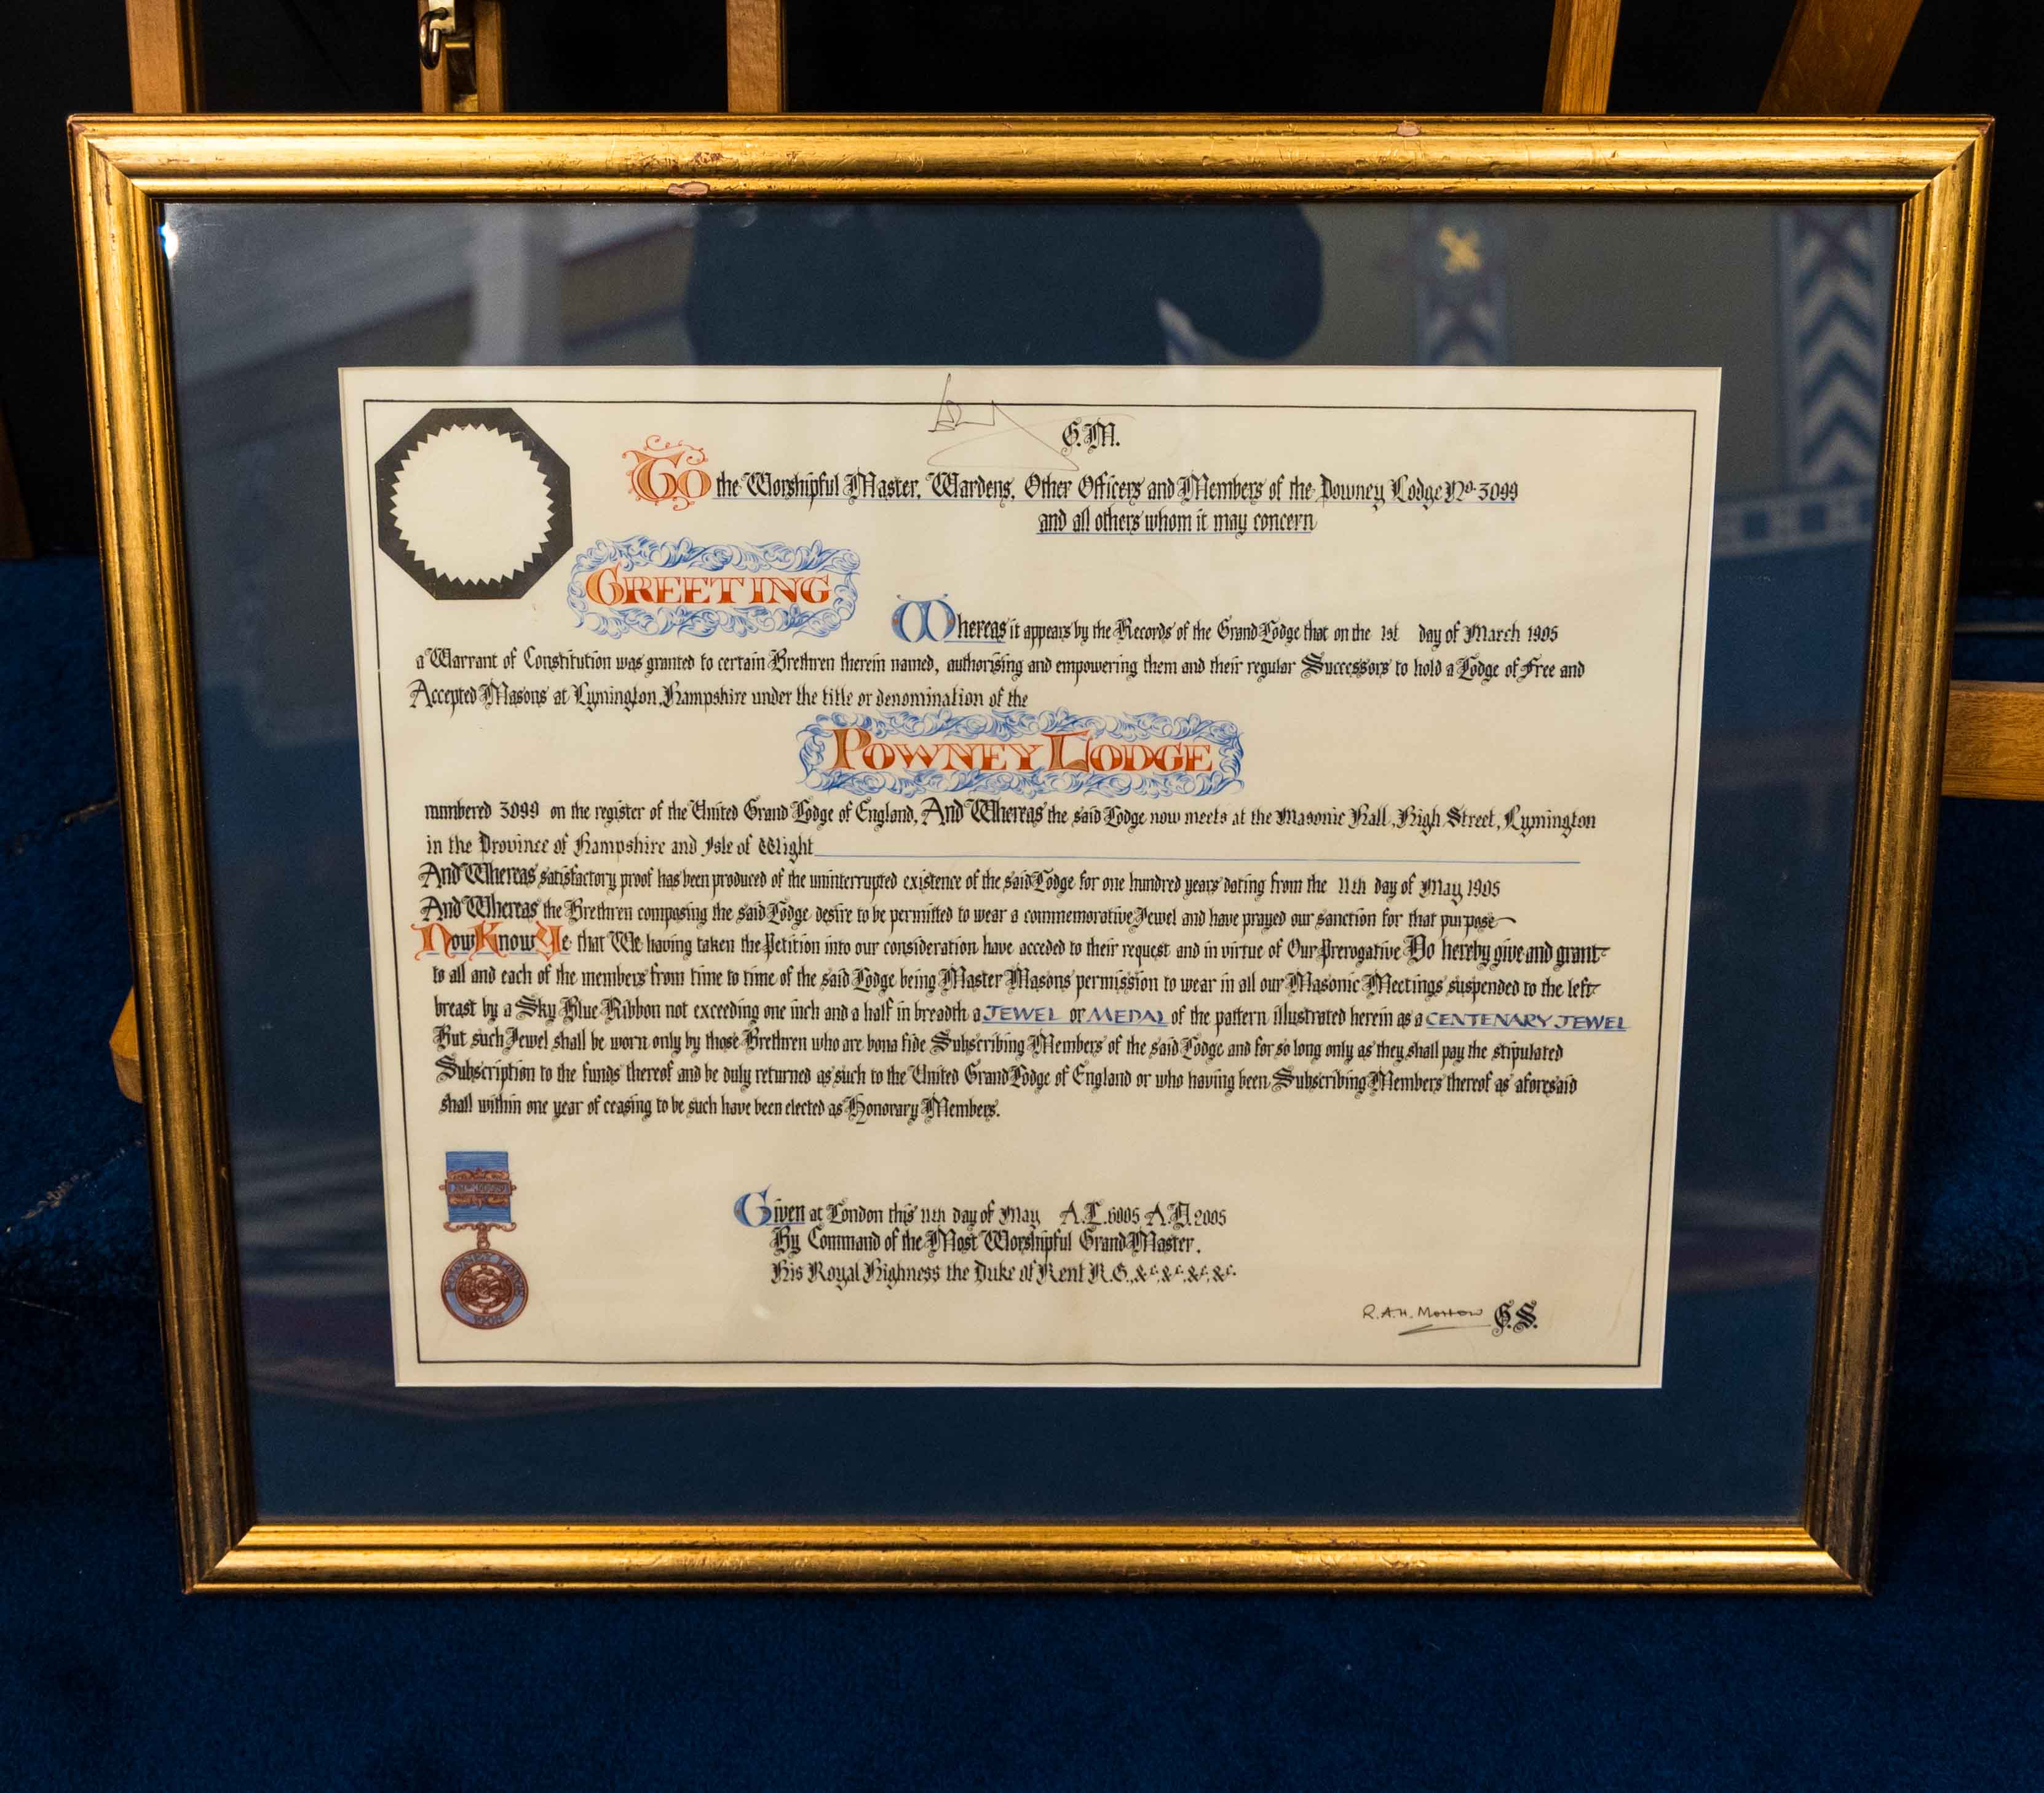 G.M.
To the Worshipful Master, Wardens, Other Officers and Members of the Powney Lodge No. 3099
and all others whom it may concern
GREETING
Whereas it appears by the Records of the Grand Lodge that on the 1st day of March 1905
a Warrant of Constitution was granted to certain Brethren therein named, authorising and empowering them and their regular Successors to hold a Lodge of Free and
Accepted Masons at Lymington, Hampshire under the title or denomination of the
POWNEY LODGE
numbered 3099 on the register of the United Grand Lodge of England, And Whereas the said Lodge now meets at the Masonic Hall, High Street, Lymington
in the Province of Hampshire and Isle of Wight
And Whereas satisfactory proof has been produced of the uninterrupted existence of the said Lodge for one hundred years dating from the 11th day of May 1905
And Whereas the Brethren composing the said Lodge desire to be permitted to wear a commemorative Jewel and have prayed our sanction for that purpose
Now Know Ye that We having taken the Petition into our consideration have acceded to their request and in virtue of Our Prerogative Do hereby give and grant
to all and each of the members from time to time of the said Lodge being Master Masons permission to wear in all our Masonic Meetings suspended to the left
breast by a Sky Blue Ribbon not exceeding one inch and a half in breadth a JEWEL or MEDAL of the pattern illustrated herein as a CENTENARY JEWEL
But such Jewel shall be worn only by those Brethren who are bona fide Subscribing Members of the said Lodge and for so long only as they shall pay the stipulated
Subscription to the funds thereof and be duly returned as such to the United Grand Lodge of England or who having been Subscribing Members thereof as aforesaid
shall within one year of ceasing to be such have been elected as Honorary Members.
Given at London this 11th day of May A.L. 6005 A.D. 2005
By Command of the Most Worshipful Grand Master,
His Royal Highness the Duke of Kent K.G., &c, &c, &c, &c.
POWNEY LODGE
R.A.H. Morrow G.S.